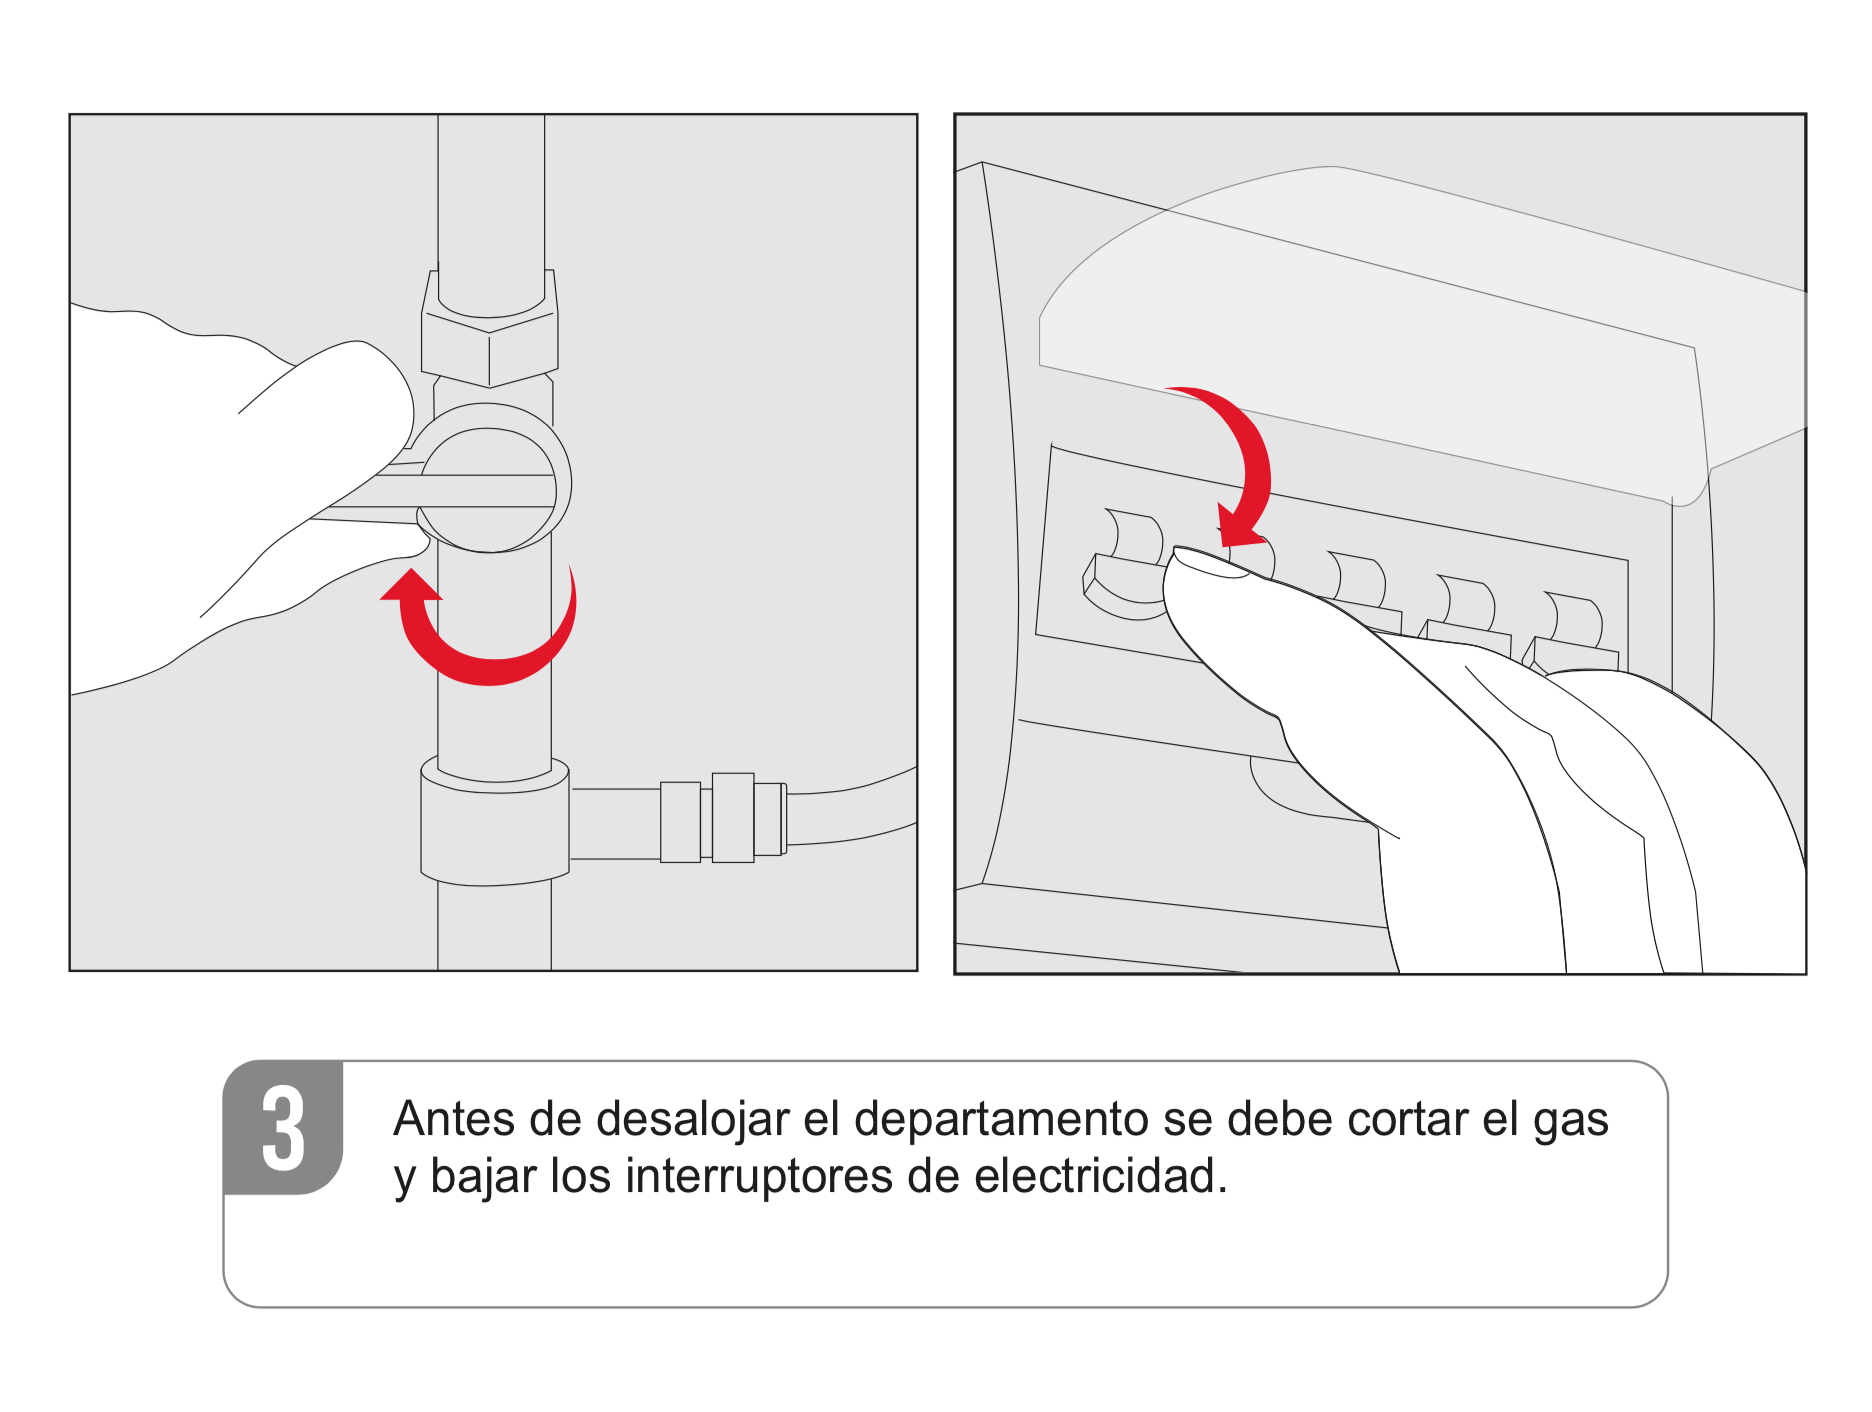 3
Antes de desalojar el departamento se debe cortar el gas
y bajar los interruptores de electricidad.